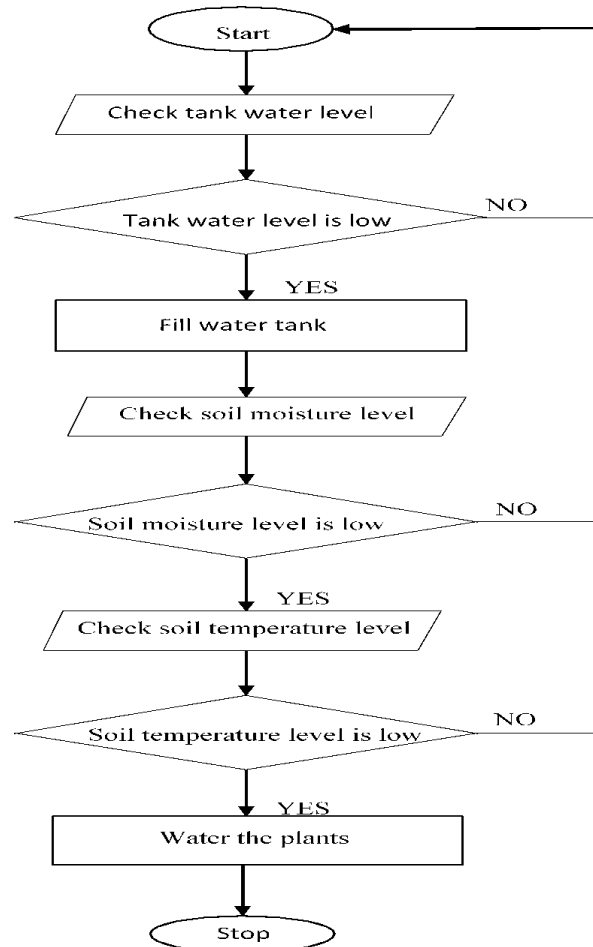 Start
Check tank water level
Tank water level is low
NO
YES
Fill water tank
Check soil moisture level
Soil moisture level is low
NO
YES
Check soil temperature level
Soil temperature level is low
NO
YES
Water the plants
Stop